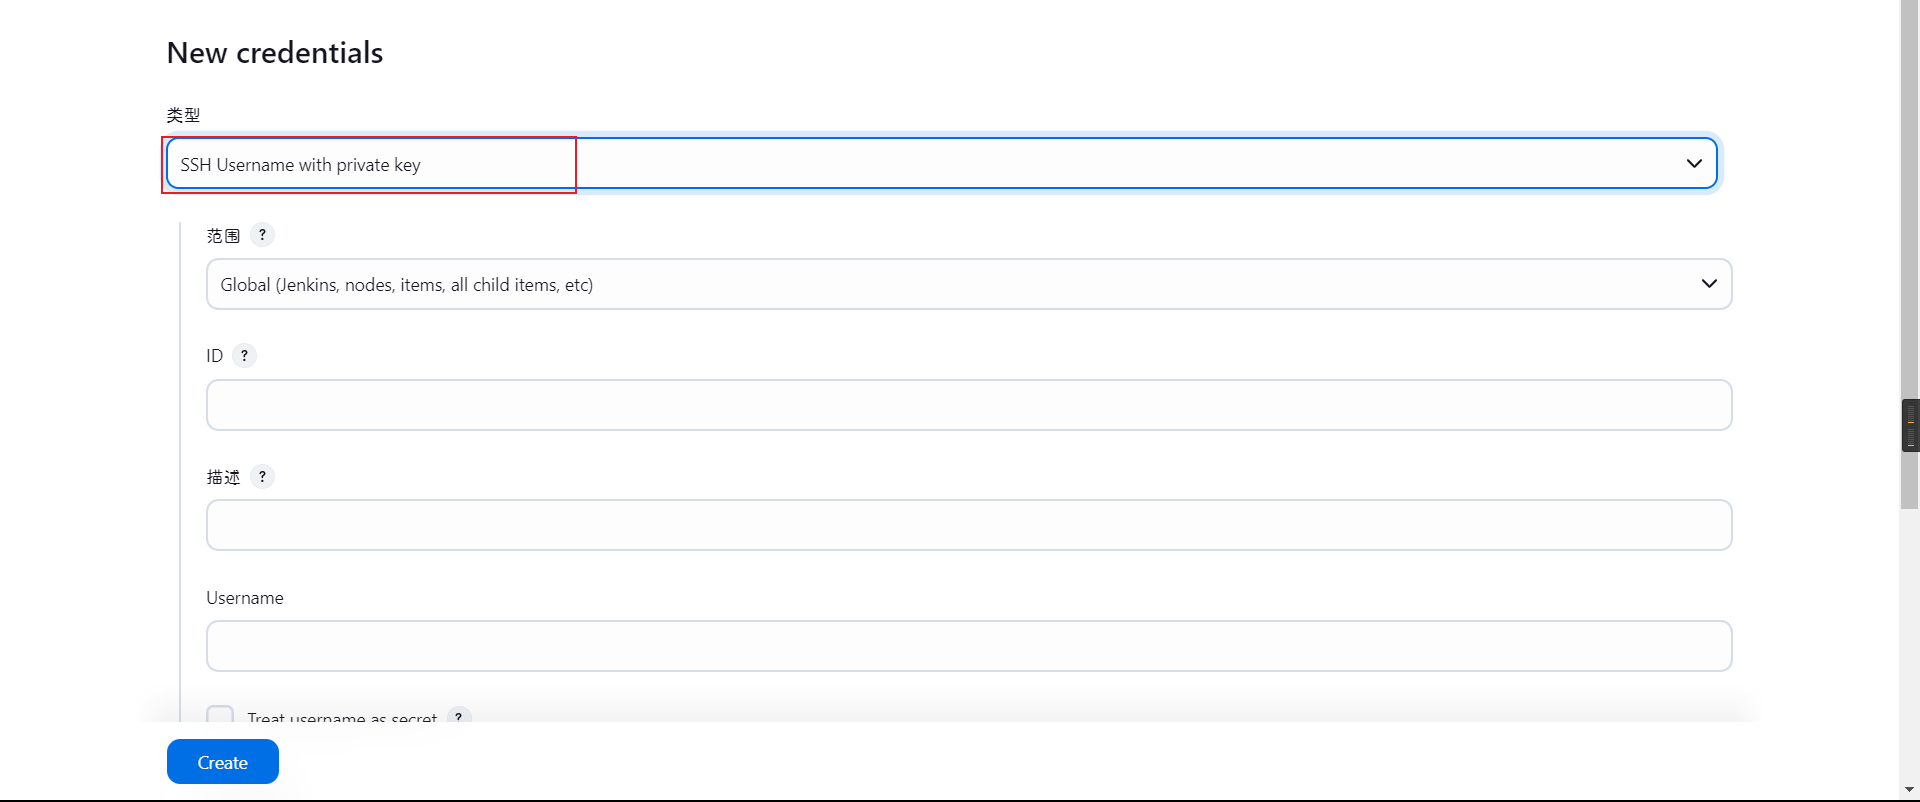 New credentials
类型
SSH Username with private key
范围 ?
Global (Jenkins, nodes, items, all child items, etc)
ID ?
描述 ?
Username
Treat username as secret ?
Create